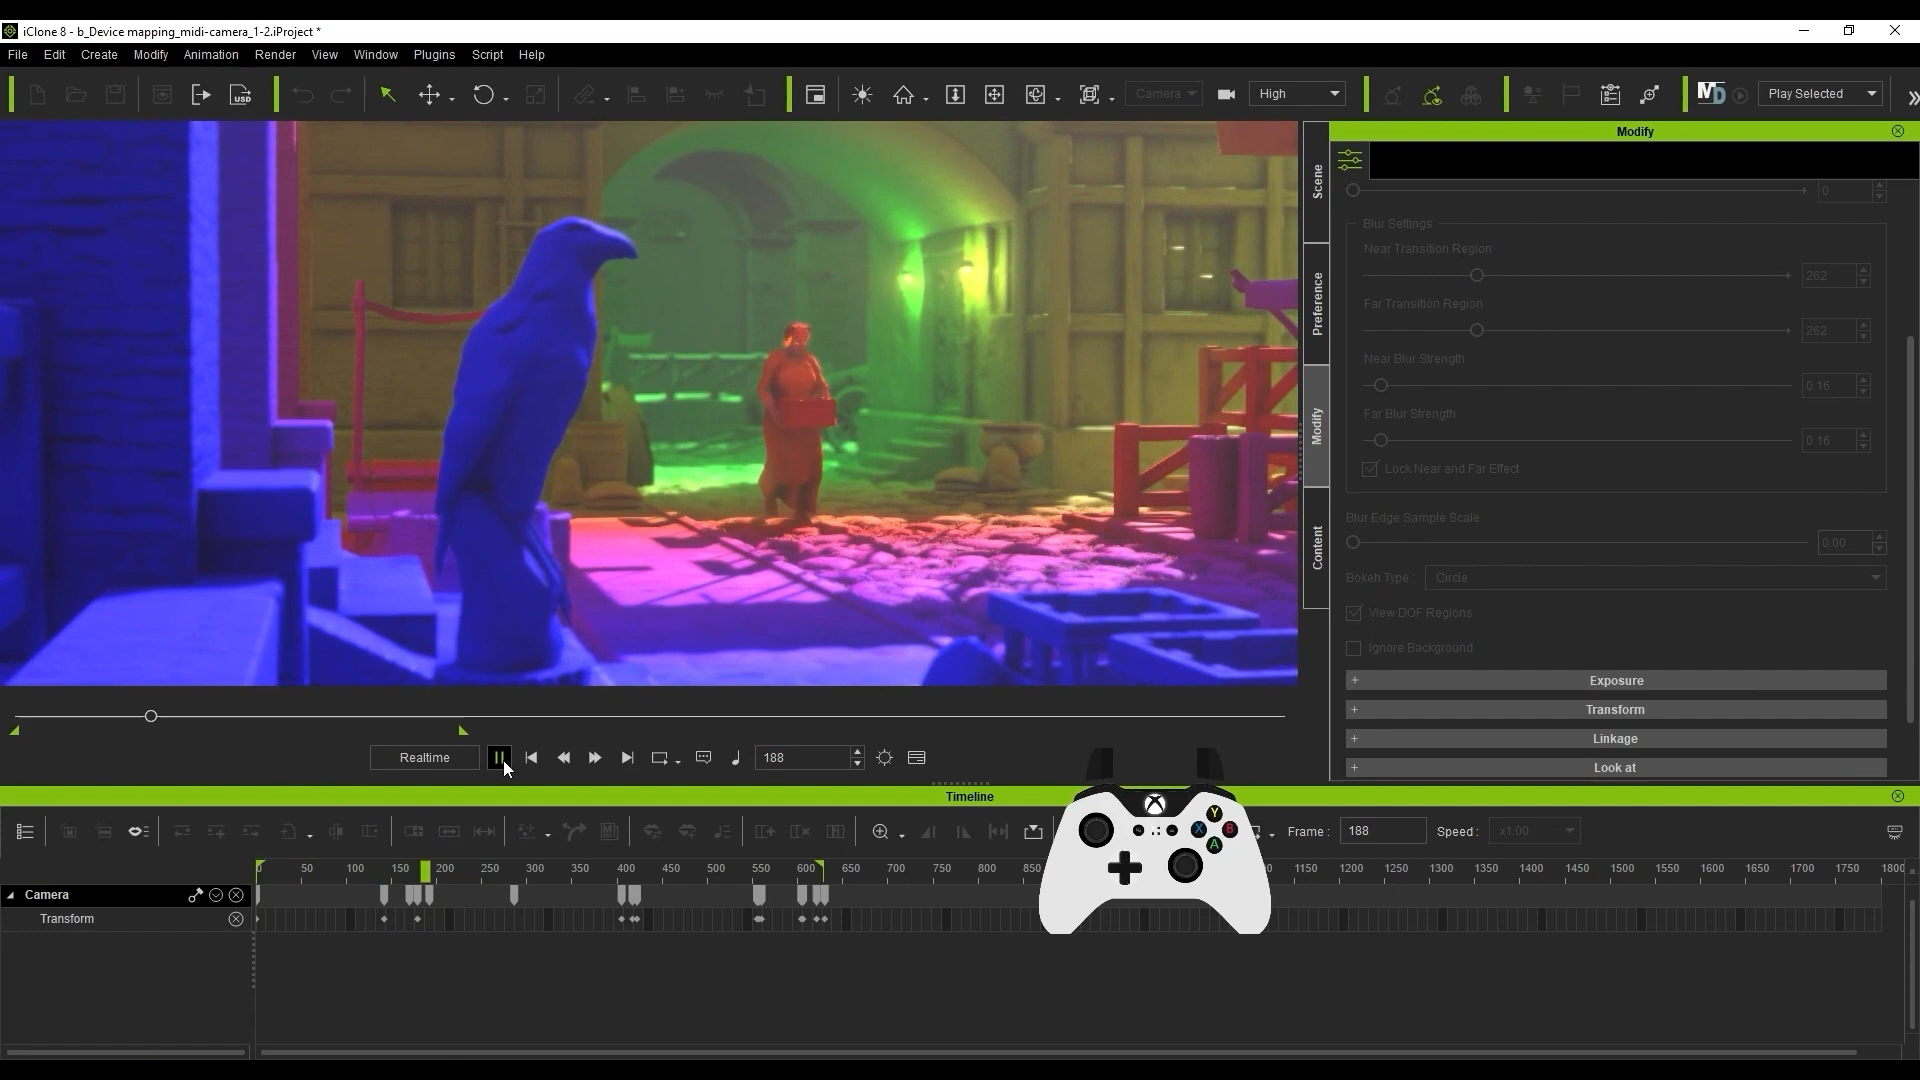 iClone 8 - b_Device mapping_midi-camera_1-2.iProject *
File Edit Create Modify Animation Render View Window Plugins Script Help
USD
Camera
High
MD
Play Selected
Modify
Scene
Preference
Modify
Content
0
Blur Settings
Near Transition Region
262
Far Transition Region
262
Near Blur Strength
0.16
Far Blur Strength
0.16
Lock Near and Far Effect
Blur Edge Sample Scale
0.00
Bokeh Type : Circle
View DOF Regions
Ignore Background
+ Exposure
+ Transform
+ Linkage
+ Look at
Realtime
188
Timeline
Y
X B
A
Frame : 188 Speed : x1.00
0 50 100 150 200 250 300 350 400 450 500 550 600 650 700 750 800 850 1150 1200 1250 1300 1350 1400 1450 1500 1550 1600 1650 1700 1750 1800
Camera
Transform